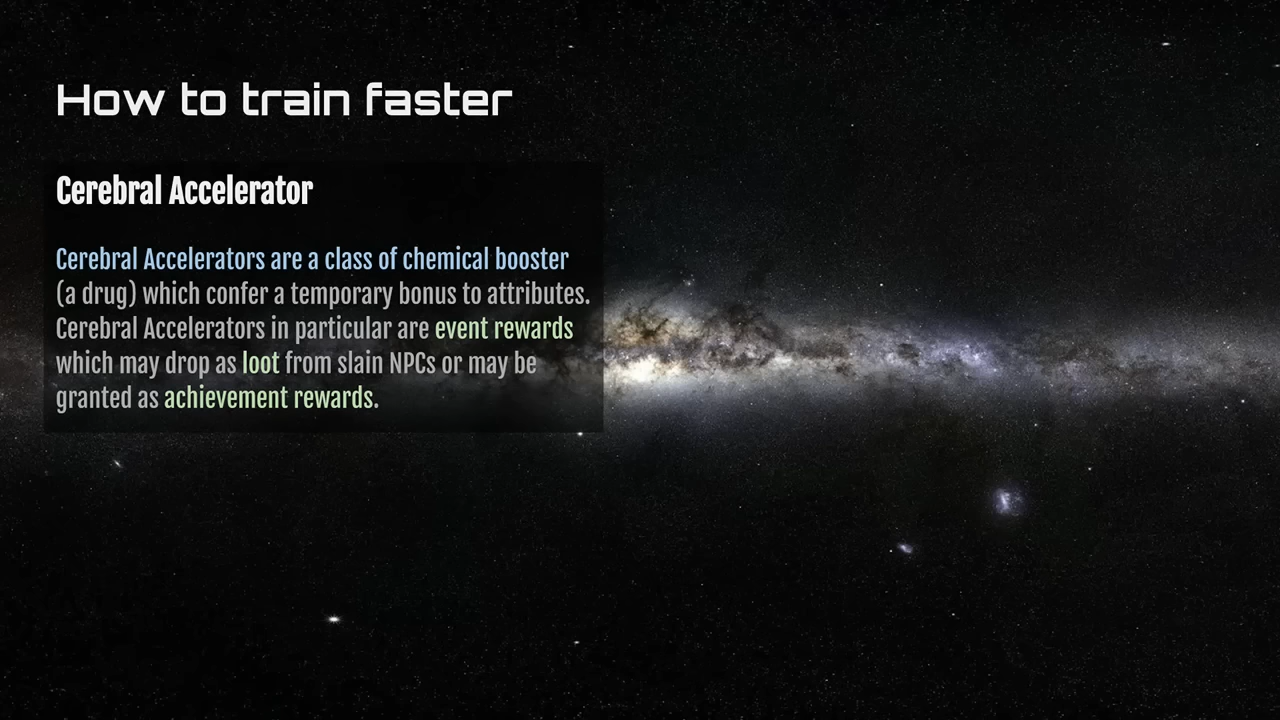 How to train faster
Cerebral Accelerator
Cerebral Accelerators are a class of chemical booster
(a drug) which confer a temporary bonus to attributes.
Cerebral Accelerators in particular are event rewards
which may drop as loot from slain NPCs or may be
granted as achievement rewards.